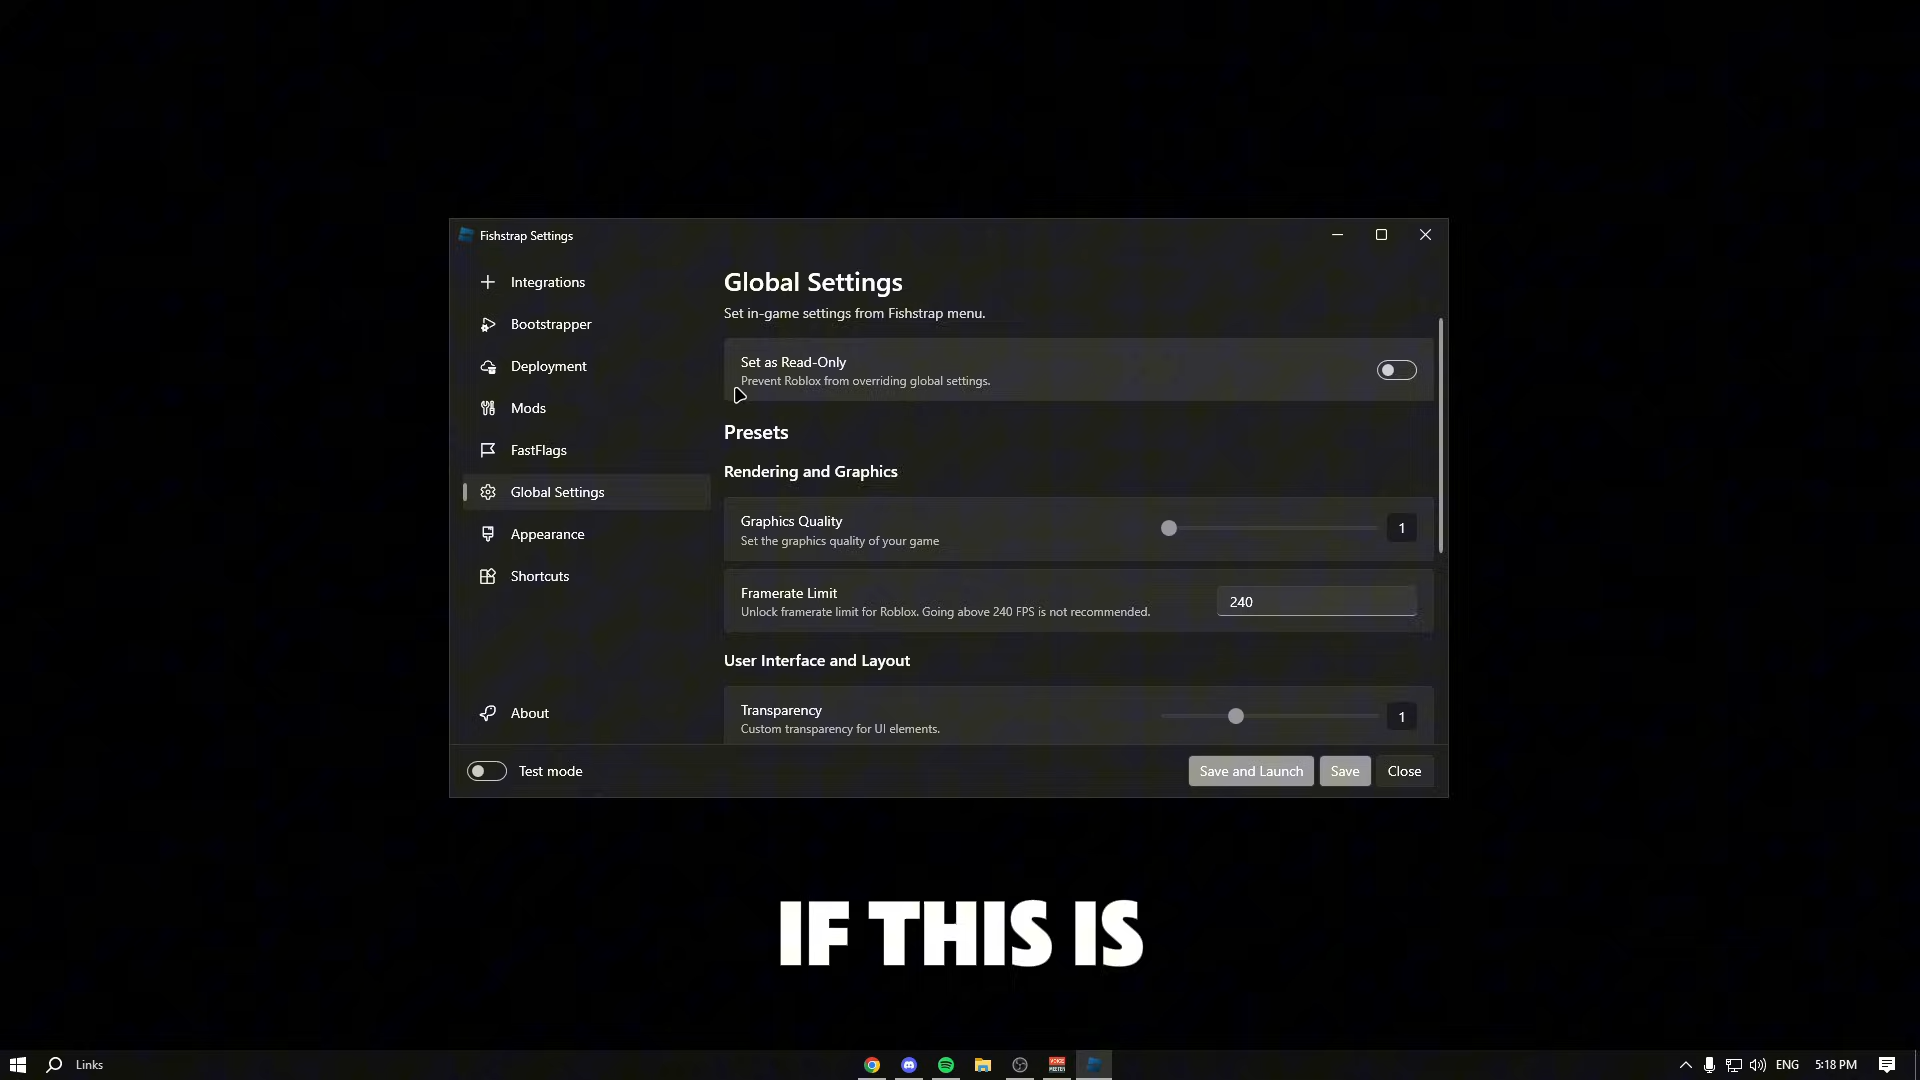 Fishstrap Settings
Integrations
Bootstrapper
Deployment
Mods
FastFlags
Global Settings
Appearance
Shortcuts
About
Global Settings
Set in-game settings from Fishstrap menu.
Set as Read-Only
Prevent Roblox from overriding global settings.
Presets
Rendering and Graphics
Graphics Quality
Set the graphics quality of your game
1
Framerate Limit
Unlock framerate limit for Roblox. Going above 240 FPS is not recommended.
240
User Interface and Layout
Transparency
Custom transparency for UI elements.
1
Test mode
Save and Launch
Save
Close
IF THIS IS
Links
VOICE
MEETER
ENG
5:18 PM